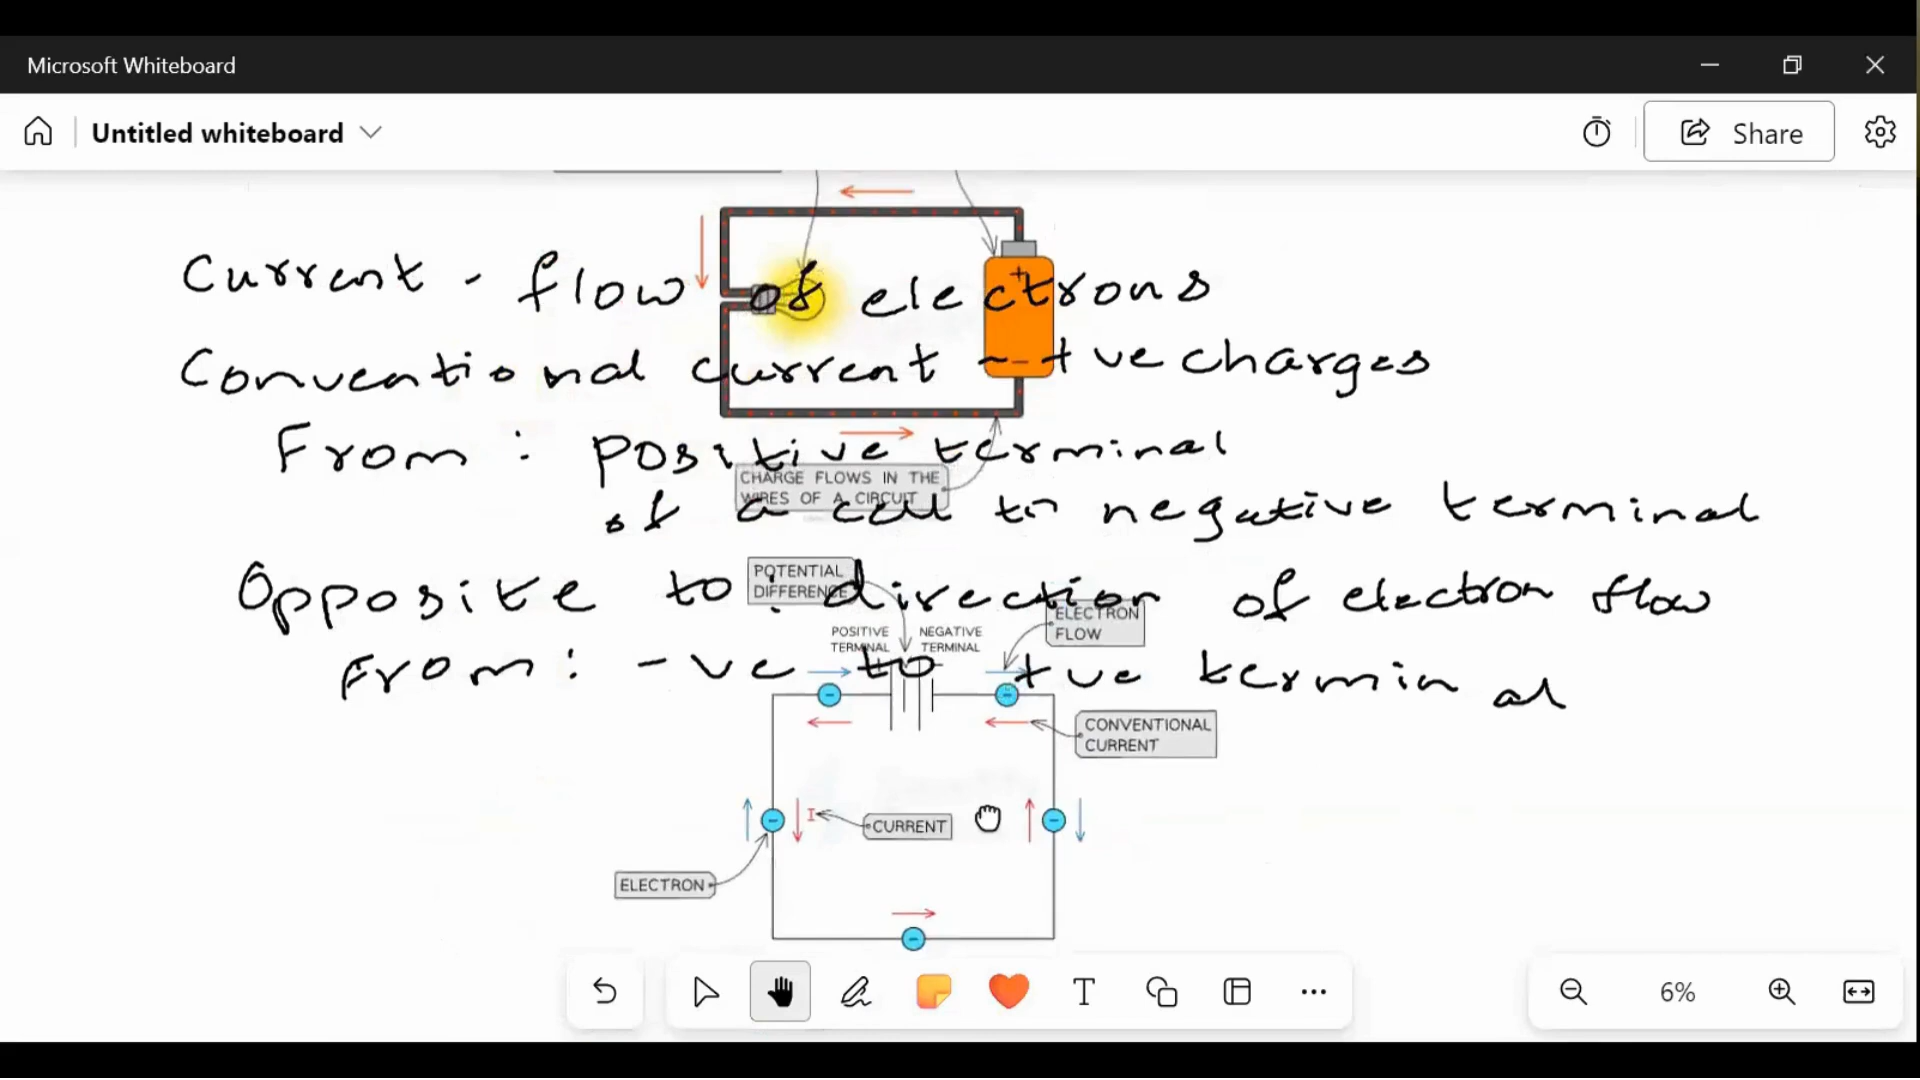 Microsoft Whiteboard
Untitled whiteboard
Share
Current - flow of electrons
Conventional current - +ve charges
From : positive terminal
CHARGE FLOWS IN THE
WIRES OF A CIRCUIT
of a cell to negative terminal
POTENTIAL
DIFFERENCE
Opposite to : direction of electron flow
ELECTRON
FLOW
POSITIVE
TERMINAL
NEGATIVE
TERMINAL
From : -ve to +ve terminal
CONVENTIONAL
CURRENT
I
CURRENT
ELECTRON
T
6%